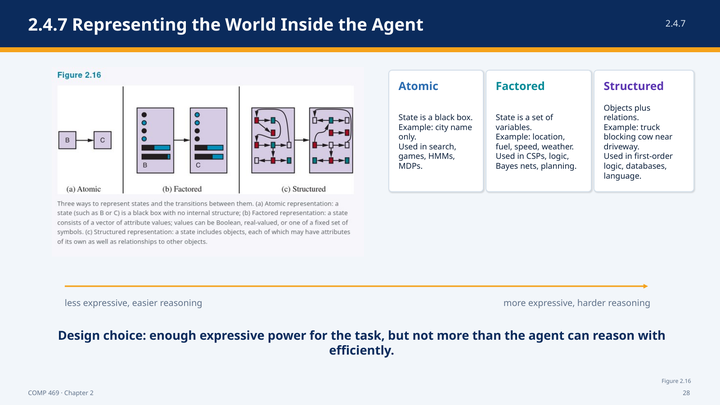 2.4.7 Representing the World Inside the Agent
2.4.7
Figure 2.16
B
C
B
C
(a) Atomic
(b) Factored
(c) Structured
Three ways to represent states and the transitions between them. (a) Atomic representation: a
state (such as B or C) is a black box with no internal structure; (b) Factored representation: a state
consists of a vector of attribute values; values can be Boolean, real-valued, or one of a fixed set of
symbols. (c) Structured representation: a state includes objects, each of which may have attributes
of its own as well as relationships to other objects.
Atomic
State is a black box.
Example: city name
only.
Used in search,
games, HMMs,
MDPs.
Factored
State is a set of
variables.
Example: location,
fuel, speed, weather.
Used in CSPs, logic,
Bayes nets, planning.
Structured
Objects plus
relations.
Example: truck
blocking cow near
driveway.
Used in first-order
logic, databases,
language.
less expressive, easier reasoning
more expressive, harder reasoning
Design choice: enough expressive power for the task, but not more than the agent can reason with
efficiently.
Figure 2.16
COMP 469 · Chapter 2
28